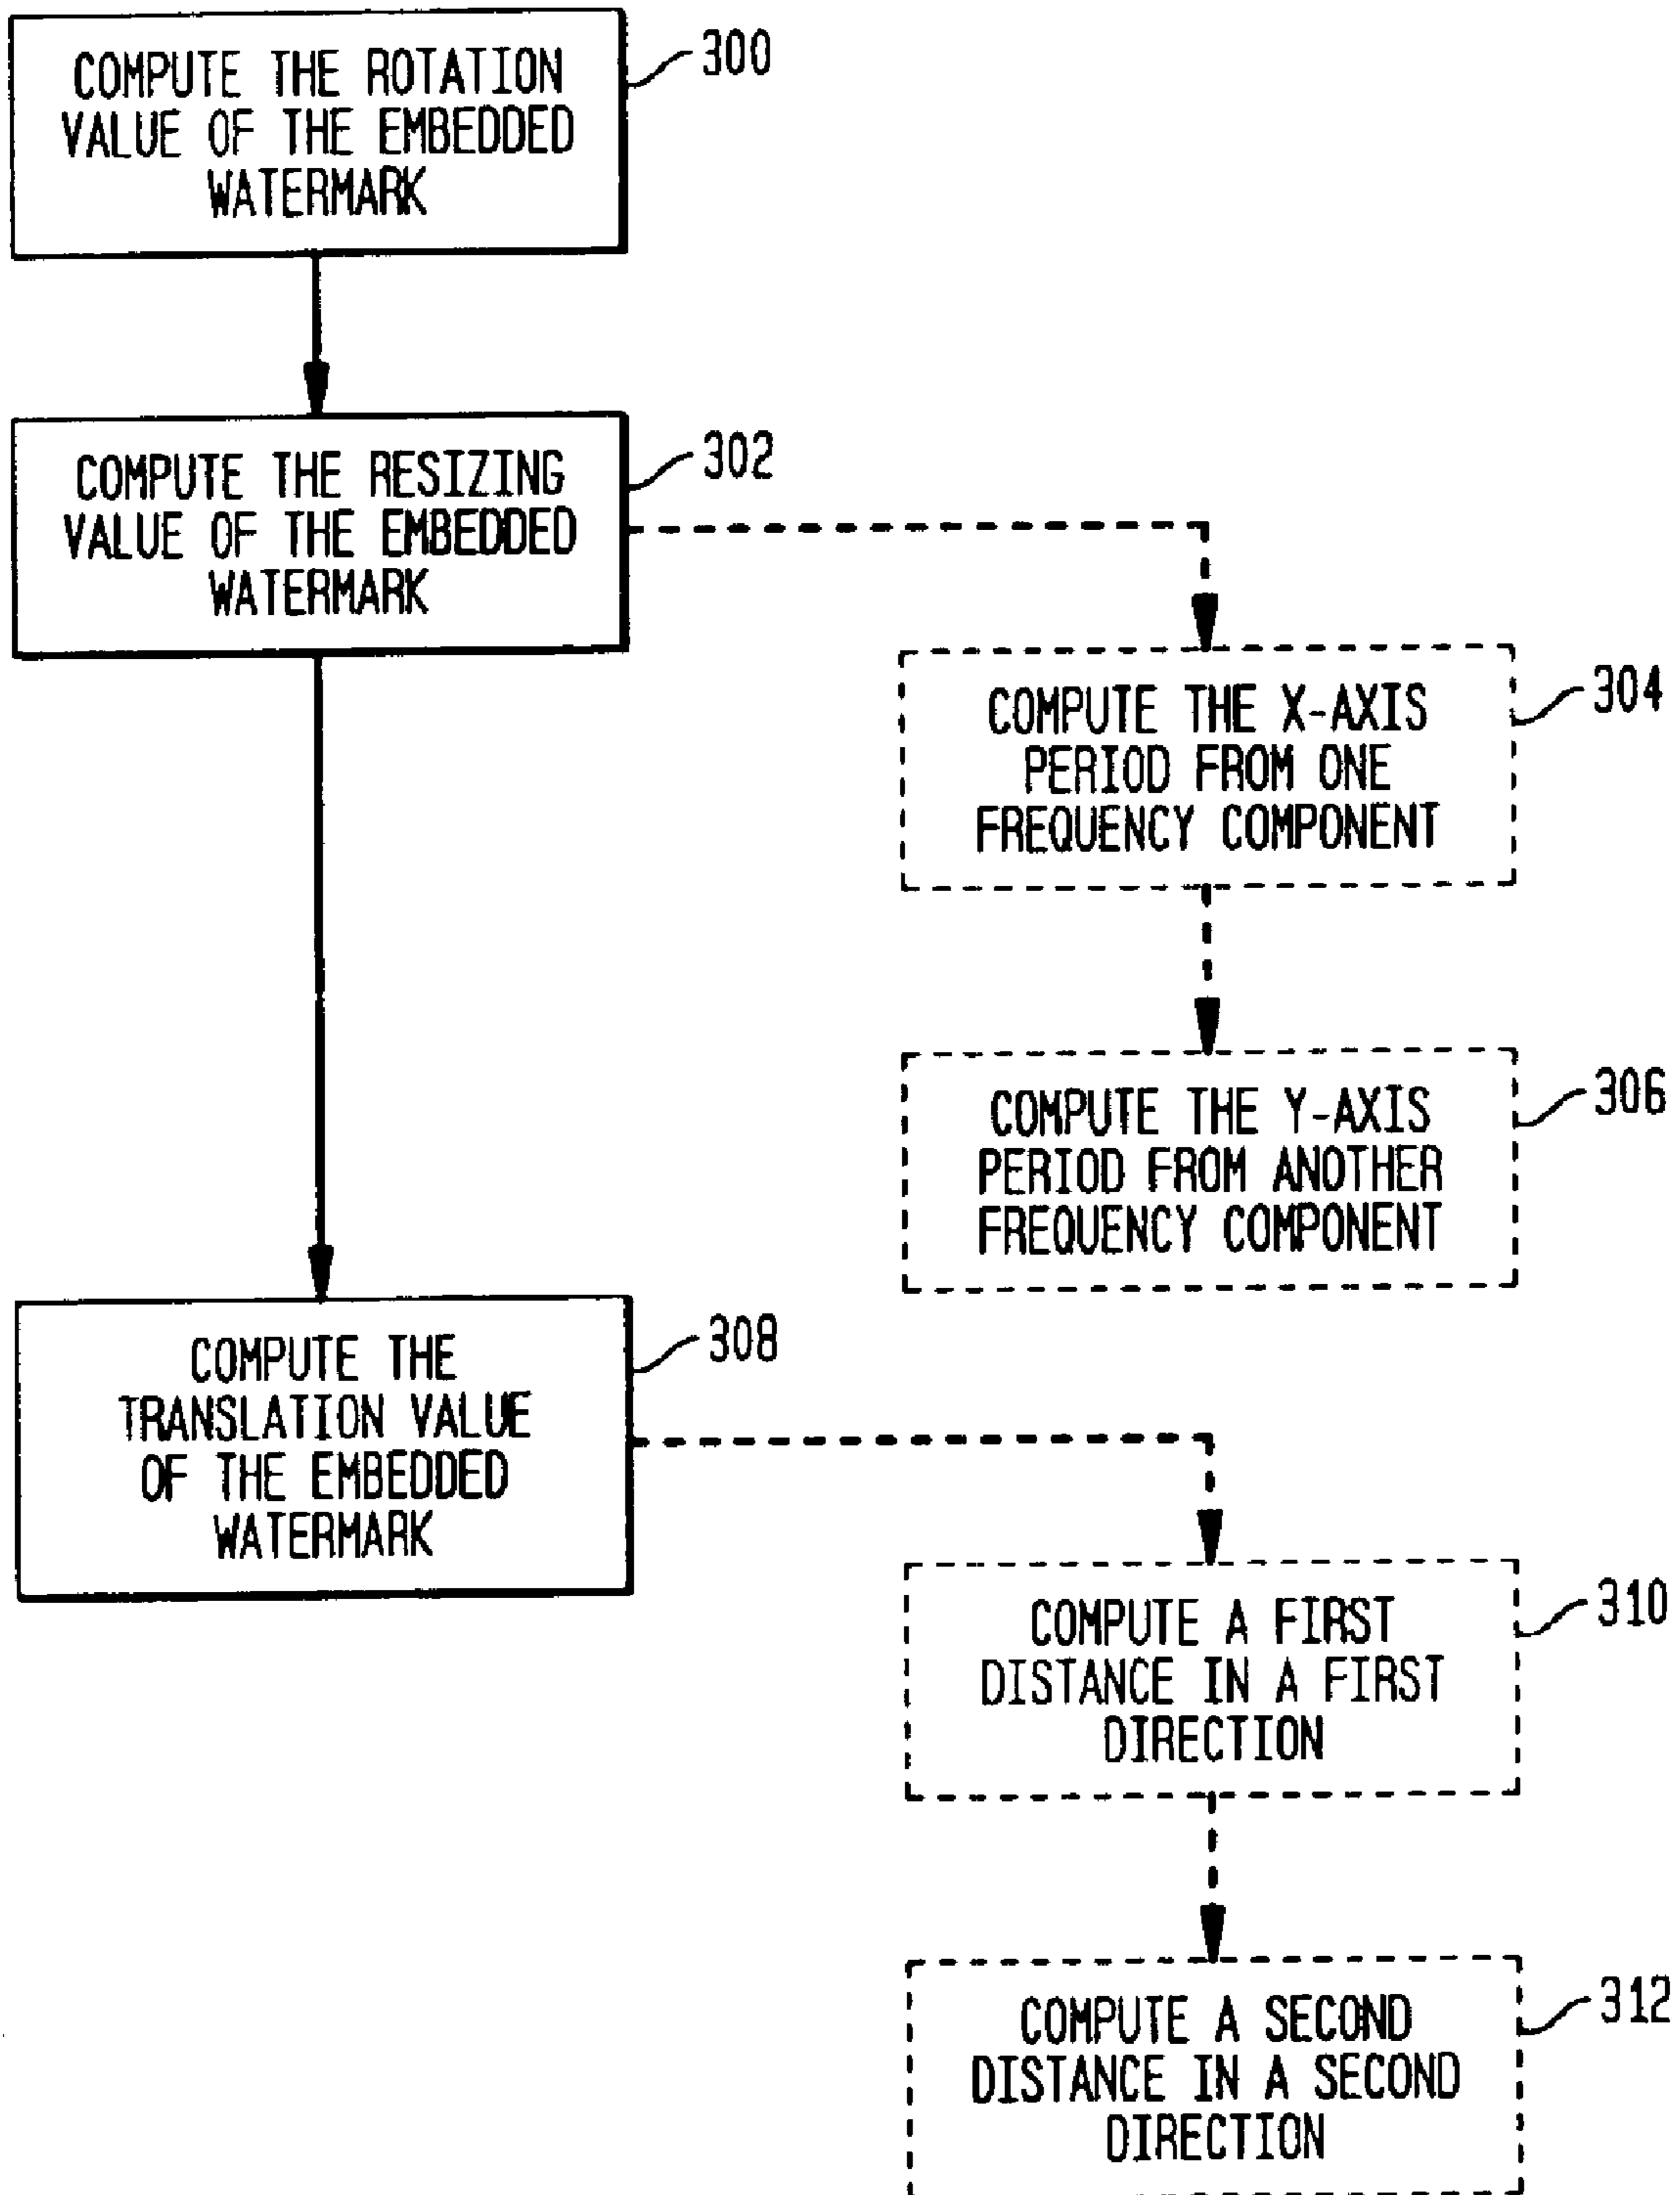 COMPUTE THE ROTATION
VALUE OF THE EMBEDDED
WATERMARK
300
COMPUTE THE RESIZING
VALUE OF THE EMBEDDED
WATERMARK
302
COMPUTE THE X-AXIS
PERIOD FROM ONE
FREQUENCY COMPONENT
304
COMPUTE THE Y-AXIS
PERIOD FROM ANOTHER
FREQUENCY COMPONENT
306
COMPUTE THE
TRANSLATION VALUE
OF THE EMBEDDED
WATERMARK
308
COMPUTE A FIRST
DISTANCE IN A FIRST
DIRECTION
310
COMPUTE A SECOND
DISTANCE IN A SECOND
DIRECTION
312